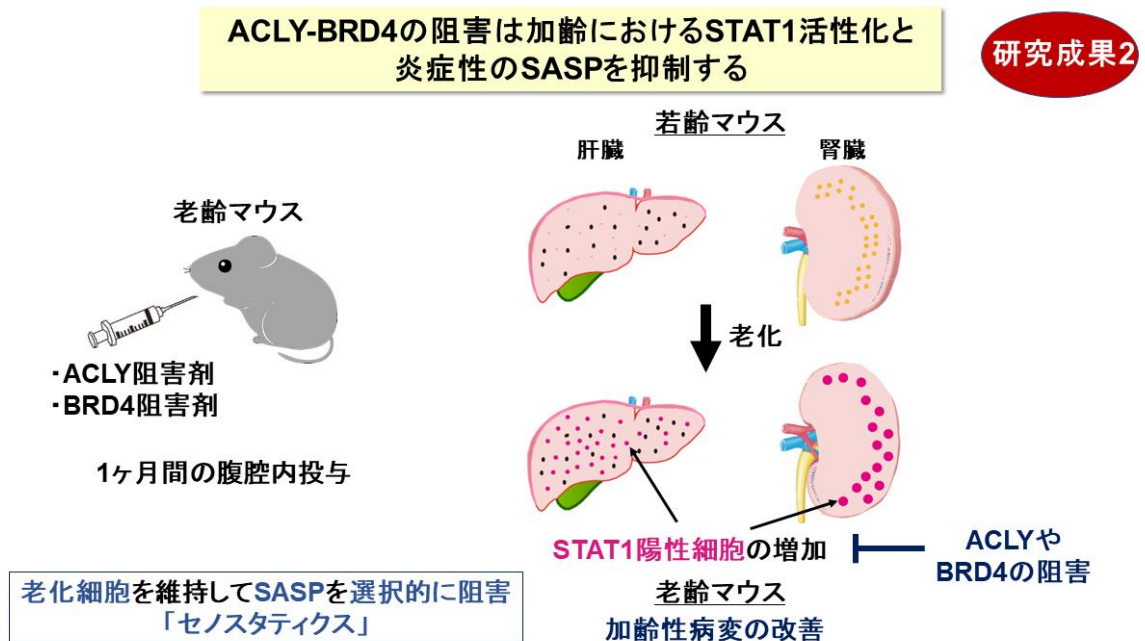 ACLY-BRD4の阻害は加齢におけるSTAT1活性化と
炎症性のSASPを抑制する
研究成果2
老齢マウス
・ACLY阻害剤
・BRD4阻害剤
1ヶ月間の腹腔内投与
若齢マウス
肝臓
腎臓
老化
STAT1陽性細胞の増加
ACLYや
BRD4の阻害
老齢マウス
加齢性病変の改善
老化細胞を維持してSASPを選択的に阻害
「セノスタティクス」